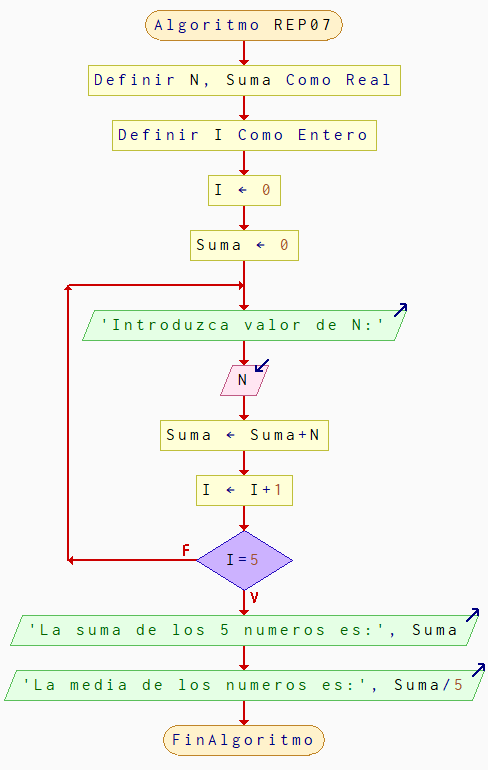 Algoritmo REP07
Definir N, Suma Como Real
Definir I Como Entero
I ← 0
Suma ← 0
'Introduzca valor de N:'
N
Suma ← Suma+N
I ← I+1
I=5
F
V
'La suma de los 5 numeros es:', Suma
'La media de los numeros es:', Suma/5
FinAlgoritmo